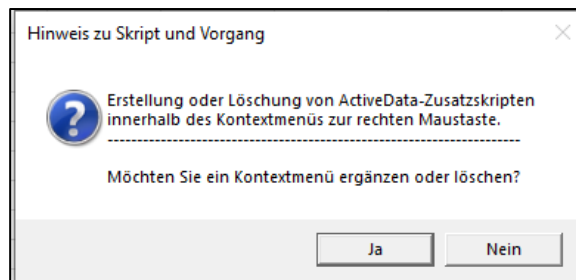 Hinweis zu Skript und Vorgang
Erstellung oder Löschung von ActiveData-Zusatzskripten
innerhalb des Kontextmenüs zur rechten Maustaste.
--------------------------------------------------------------------
Möchten Sie ein Kontextmenü ergänzen oder löschen?
Ja
Nein